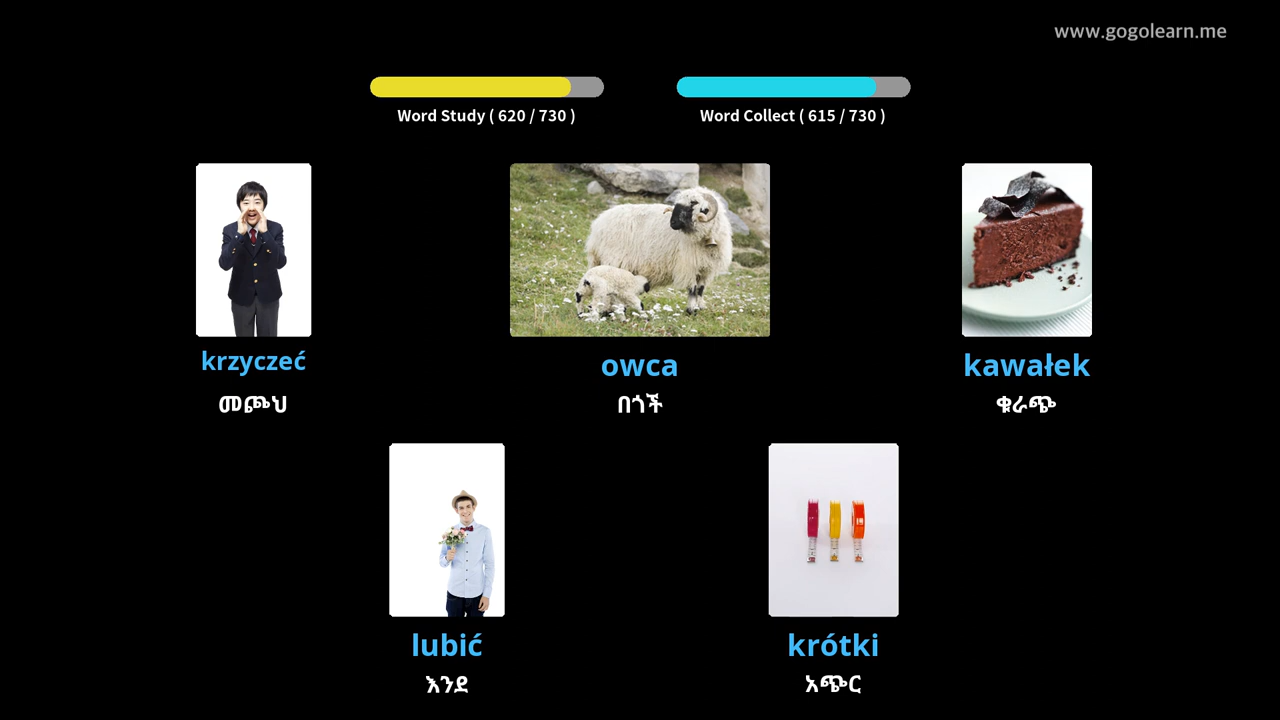 www.gogolearn.me
Word Study ( 620 / 730 )
Word Collect ( 615 / 730 )
krzyczeć
መጮህ
owca
በጎች
kawałek
ቁራጭ
lubić
እንደ
krótki
አጭር